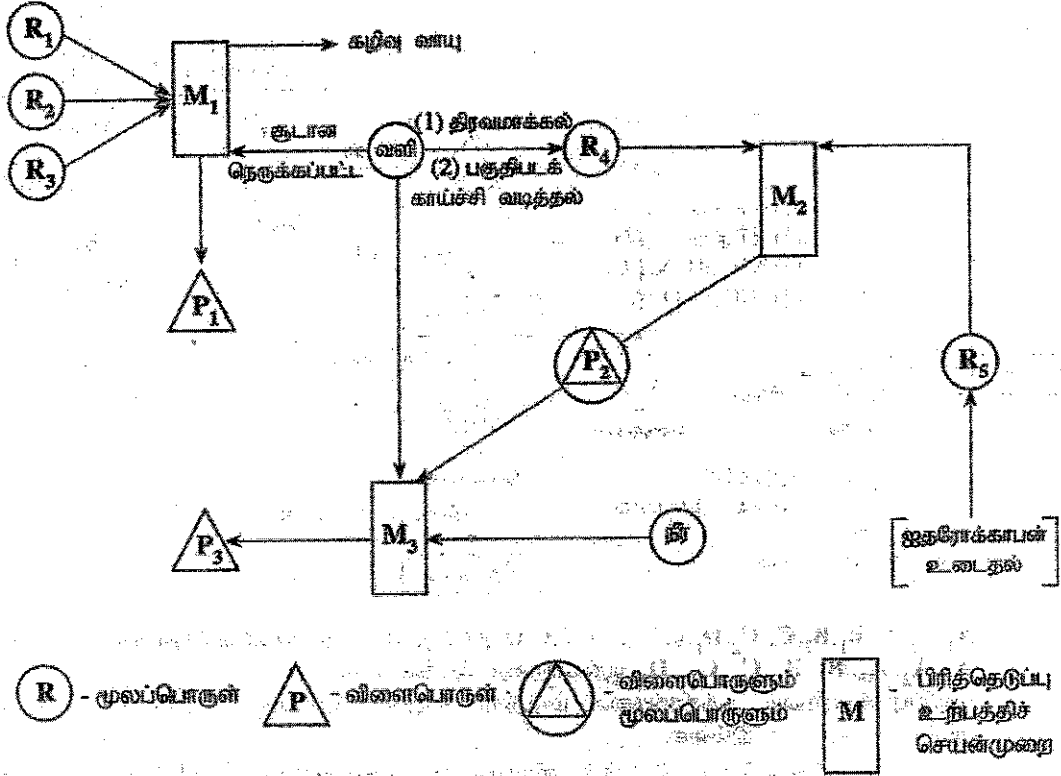 R1
கழிவு வாயு
M1
R2
சூடான
வளி
(1) திரவமாக்கல்
R4
R3
நெருக்கப்பட்ட
(2) பகுதிபடக்
காய்ச்சி வடித்தல்
M2
P1
P2
R5
P3
M3
நீர்
ஐதரோக்காபன்
உடைதல்
R - மூலப்பொருள்
P - விளைபொருள்
- விளைபொருளும்
மூலப்பொருளும்
M - பிரித்தெடுப்பு
உற்பத்திச்
செயன்முறை